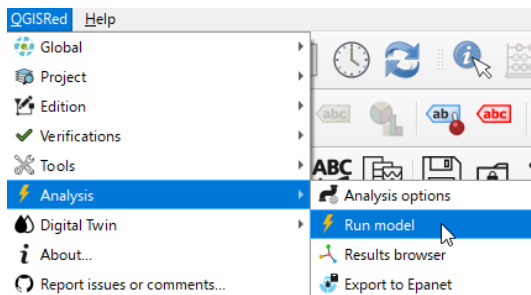 QGISRed Help
Global
Project
Edition
Verifications
Tools
Analysis
Digital Twin
About...
Report issues or comments...
abc
ab
abc
ABC
Analysis options
Run model
Results browser
Export to Epanet